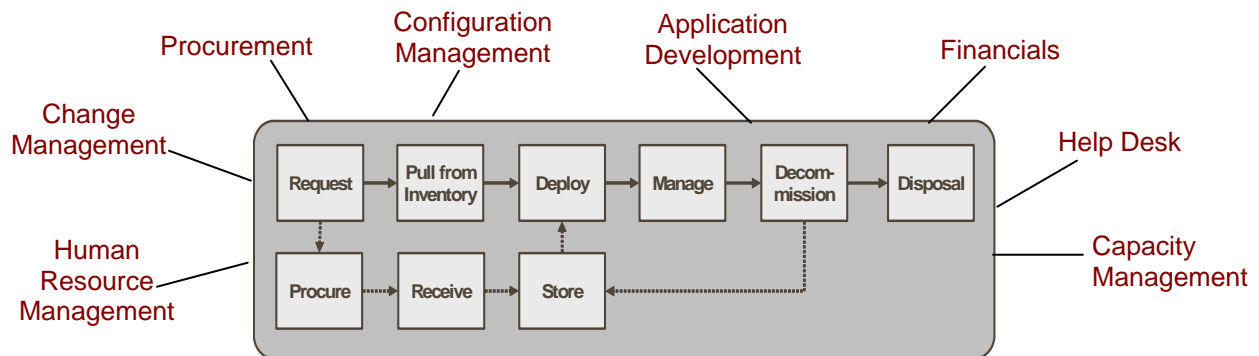 Procurement
Configuration
Management
Application
Development
Financials
Change
Management
Help Desk
Human
Resource
Management
Capacity
Management
Request
Pull from
Inventory
Deploy
Manage
Decom-
mission
Disposal
Procure
Receive
Store